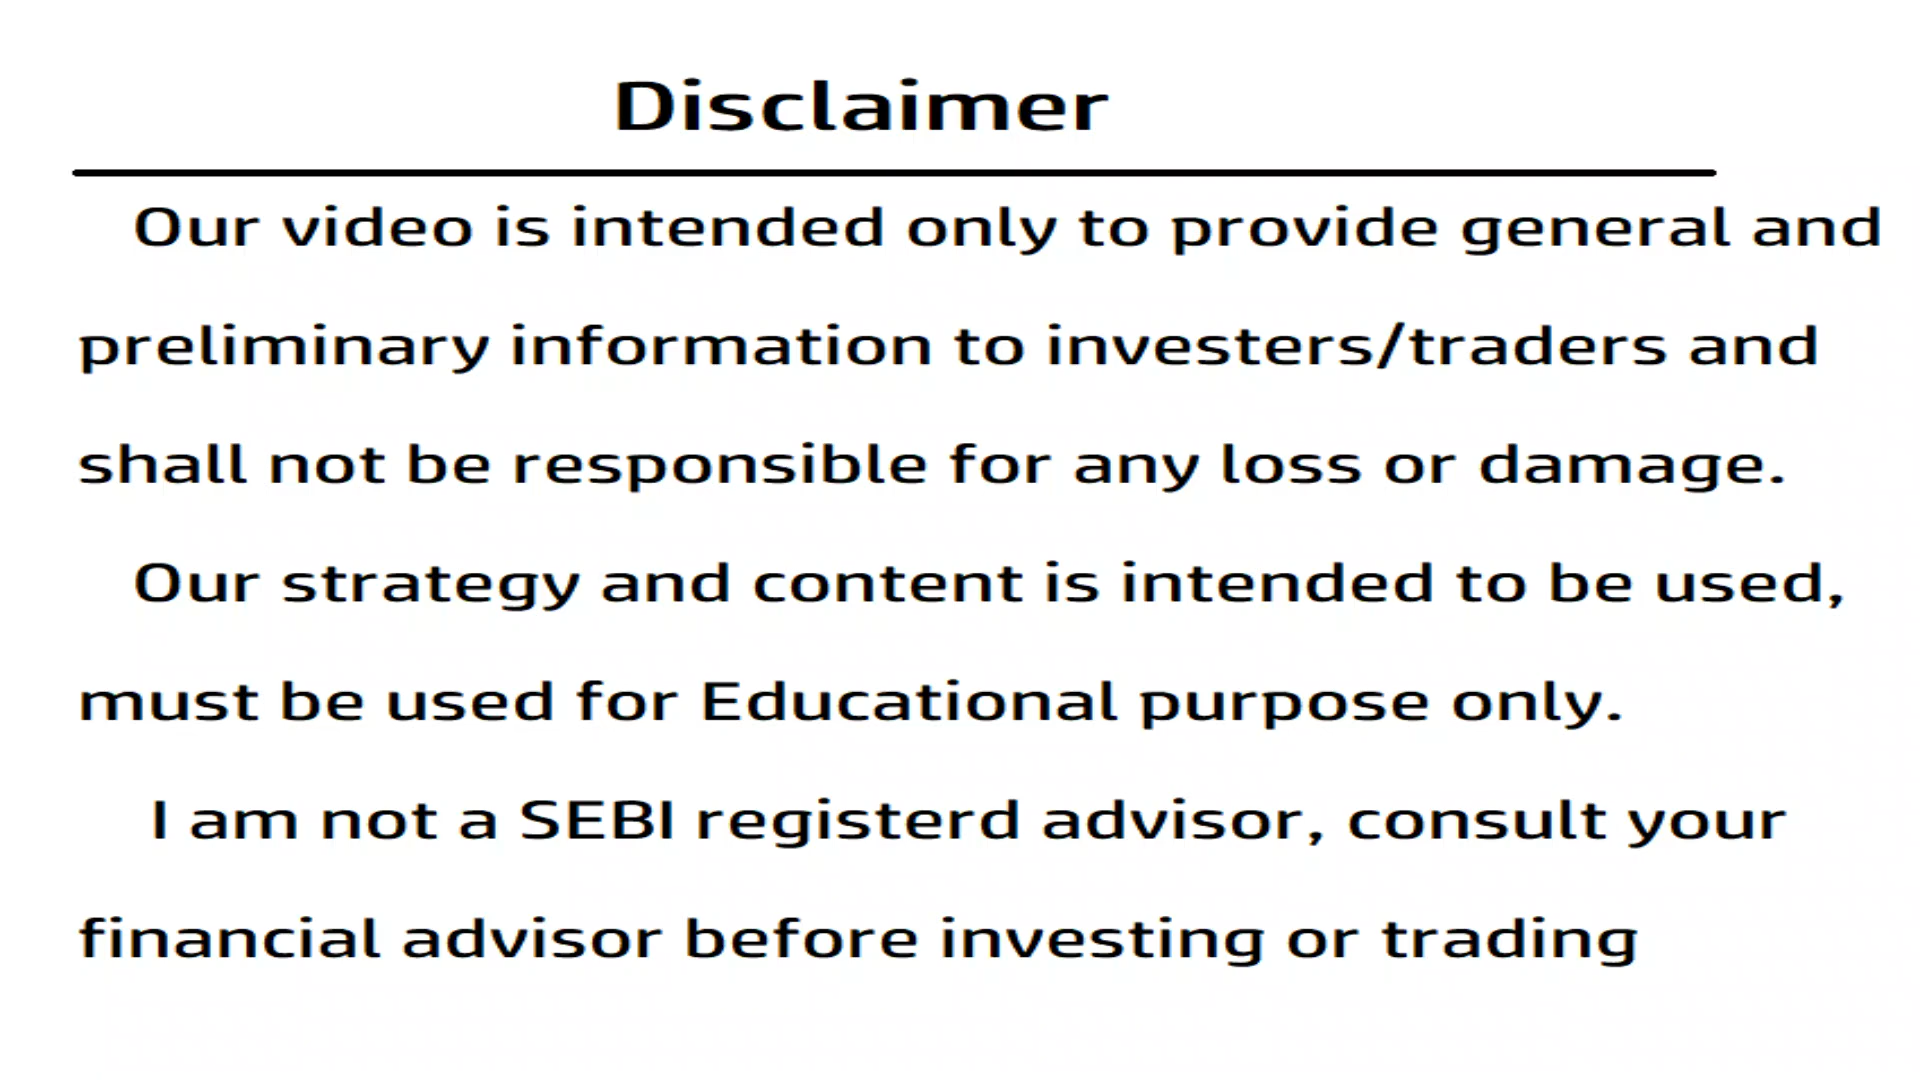 Disclaimer
Our video is intended only to provide general and
preliminary information to investers/traders and
shall not be responsible for any loss or damage.
Our strategy and content is intended to be used,
must be used for Educational purpose only.
I am not a SEBI registerd advisor, consult your
financial advisor before investing or trading